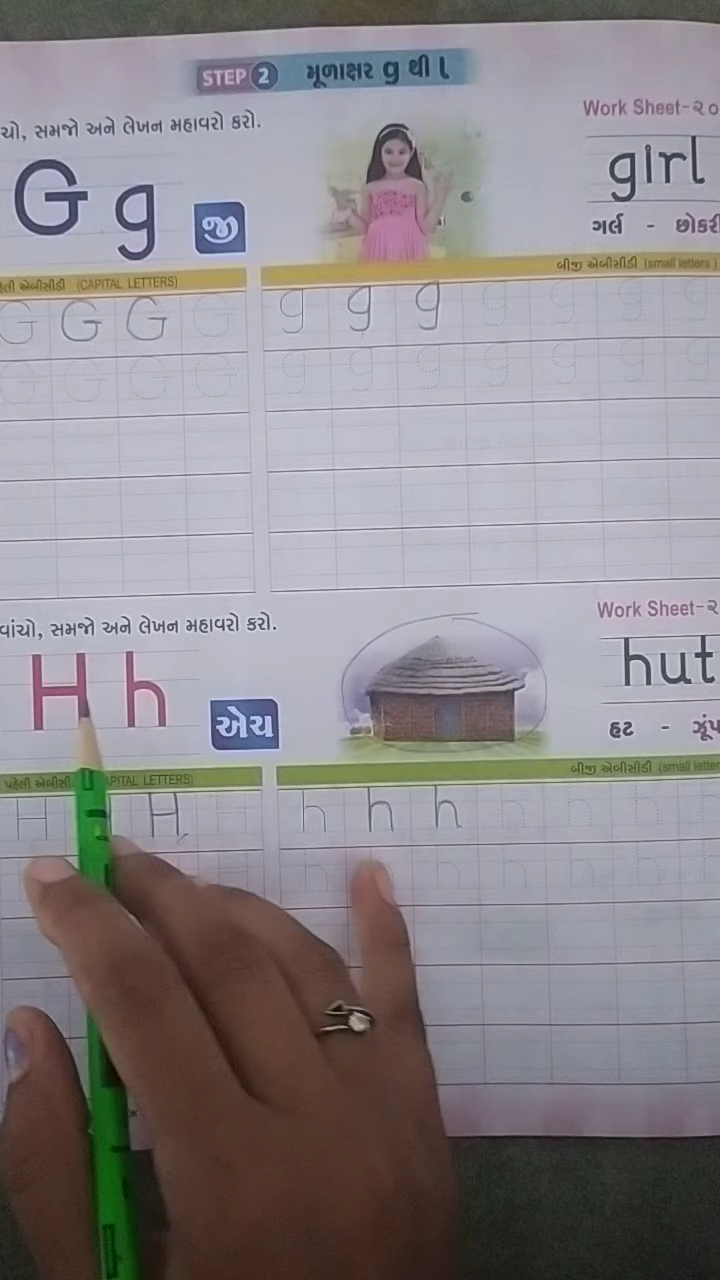 STEP 2 મૂળાક્ષર g થી l
Work Sheet-૨૦
સમજો અને લેખન મહાવરો કરો.
G g જી
girl
ગર્લ - છોકરી
એબીસીડી (CAPITAL LETTERS)
બીજી એબીસીડી (small letters)
G G G G g g g g g g g
G G G G g g g g g g g
Work Sheet-૨
વાંચો, સમજો અને લેખન મહાવરો કરો.
H h એચ
hut
હટ -
પહેલી LETTERS)
બીજી એબીસીડી (small letter
H H H h h h h h h h
h h h h h h h